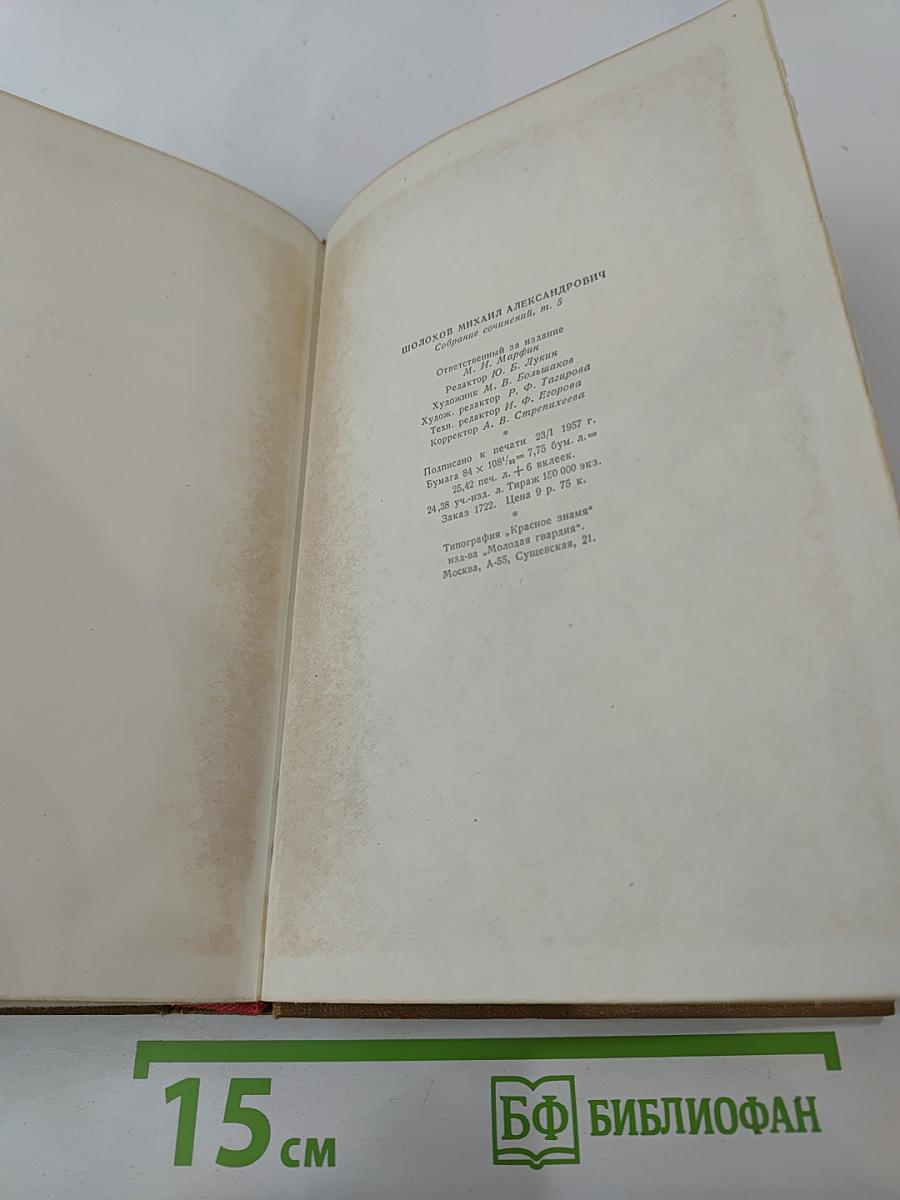 ШОЛОХОВ МИХАИЛ АЛЕКСАНДРОВИЧ
Собрание сочинений, т. 5
Ответственный за издание
М. И. Марфин
Редактор Ю. Б. Лукин
Художник М. В. Большаков
Худож. редактор Р. Ф. Тагирова
Техн. редактор И. Ф. Егорова
Корректор А. В. Стрепихеева
*
Подписано к печати 23/I 1957 г.
Бумага 84 × 108¹/₃₂ = 7,75 бум. л. =
25,42 печ. л. + 6 вклеек.
24,38 уч.-изд. л. Тираж 150 000 экз.
Заказ 1722. Цена 9 р. 75 к.
*
Типография „Красное знамя“
изд-ва „Молодая гвардия“.
Москва, А-55, Сущевская, 21.
15 см
БФ БИБЛИОФАН